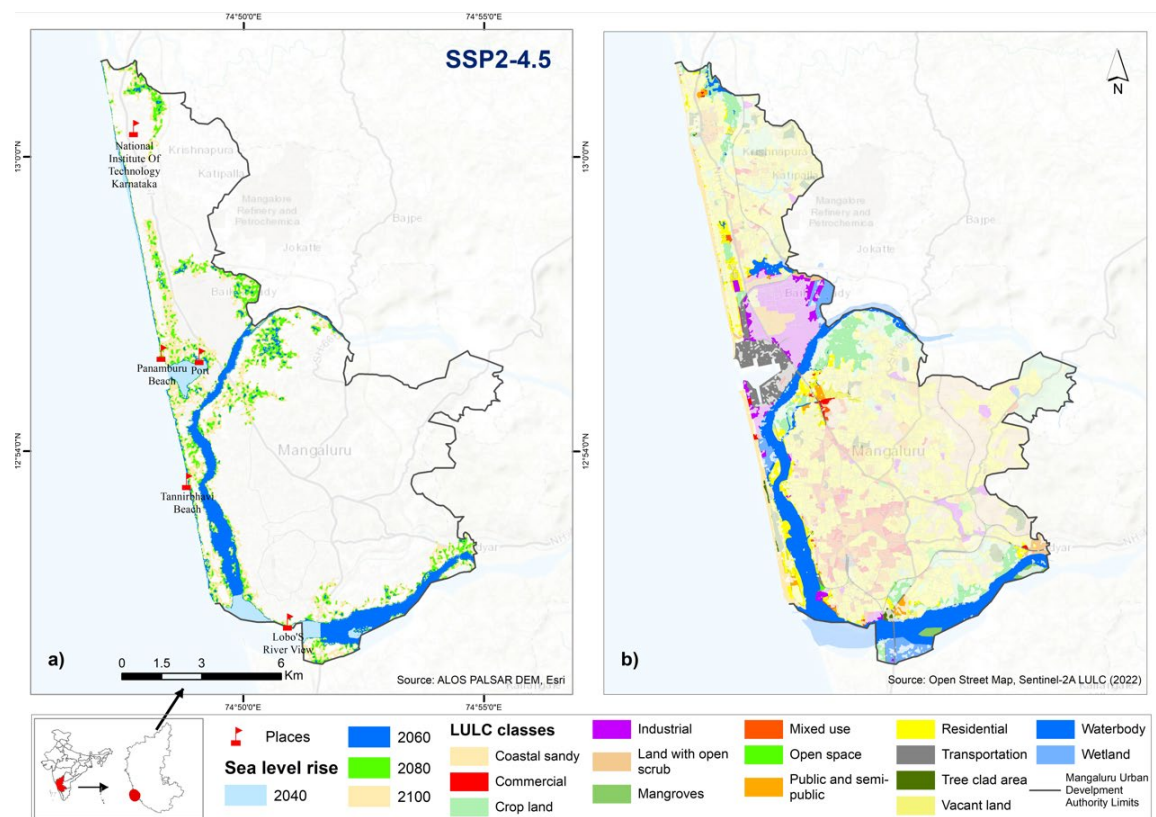 74°50'0"E
74°55'0"E
SSP2-4.5
N
13°0'0"N
13°0'0"N
National
Institute Of
Technology
Karnataka
Krishnapura
Katipalla
Mangalore
Refinery and
Petrochemica
Bajpe
Jokatte
Panamburu
Beach
Port
12°54'0"N
12°54'0"N
Mangaluru
Tannirbhavi
Beach
Lobo'S
River View
a)
0 1.5 3 6
Km
Source: ALOS PALSAR DEM, Esri
74°50'0"E
74°55'0"E
Krishnapura
Katipalla
Mangalore
Refinery and
Petrochemica
Bajpe
Jokatte
Mangaluru
b)
Source: Open Street Map, Sentinel-2A LULC (2022)
Places
Sea level rise
2040
2060
2080
2100
LULC classes
Coastal sandy
Commercial
Crop land
Industrial
Land with open
scrub
Mangroves
Mixed use
Open space
Public and semi-
public
Residential
Transportation
Tree clad area
Vacant land
Waterbody
Wetland
Mangaluru Urban
Develpment
Authority Limits